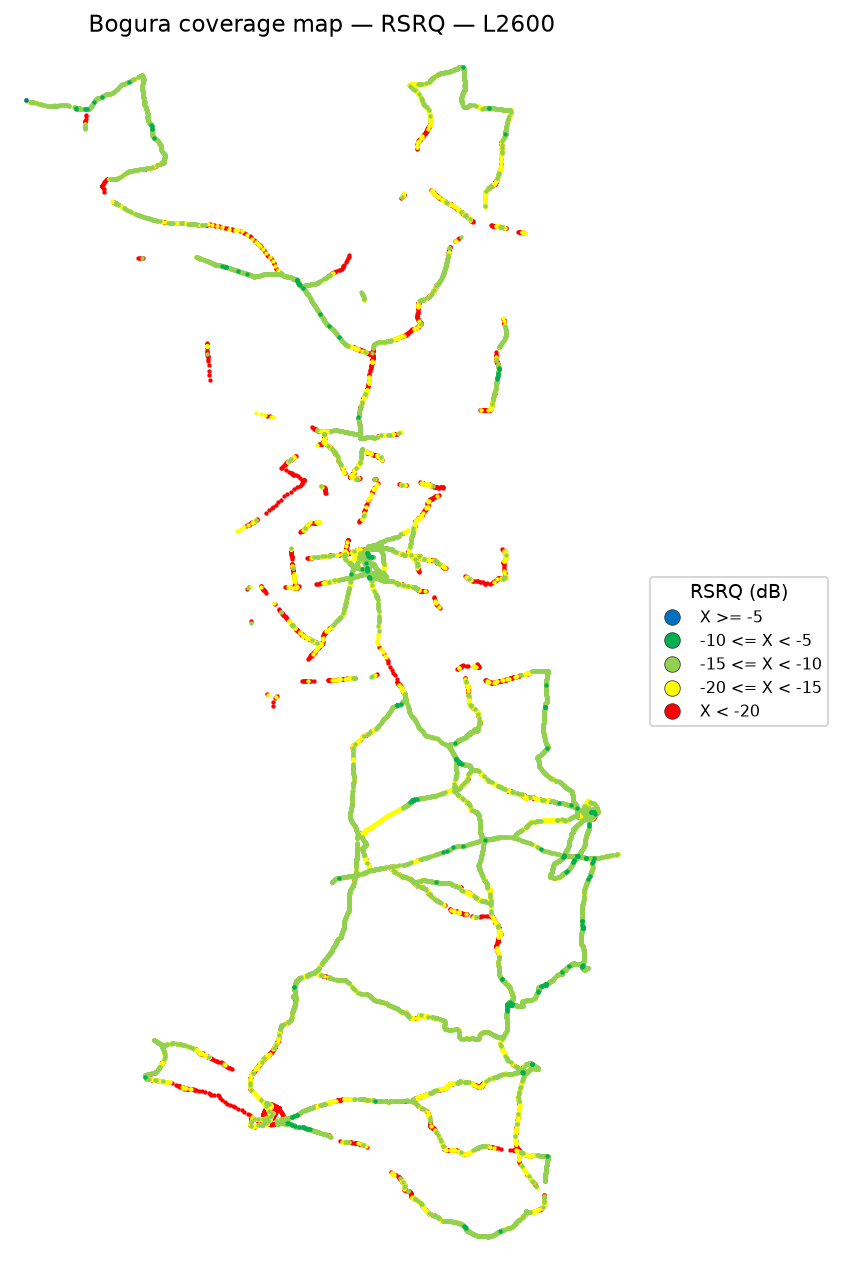 Bogura coverage map — RSRQ — L2600
RSRQ (dB)
X >= -5
-10 <= X < -5
-15 <= X < -10
-20 <= X < -15
X < -20